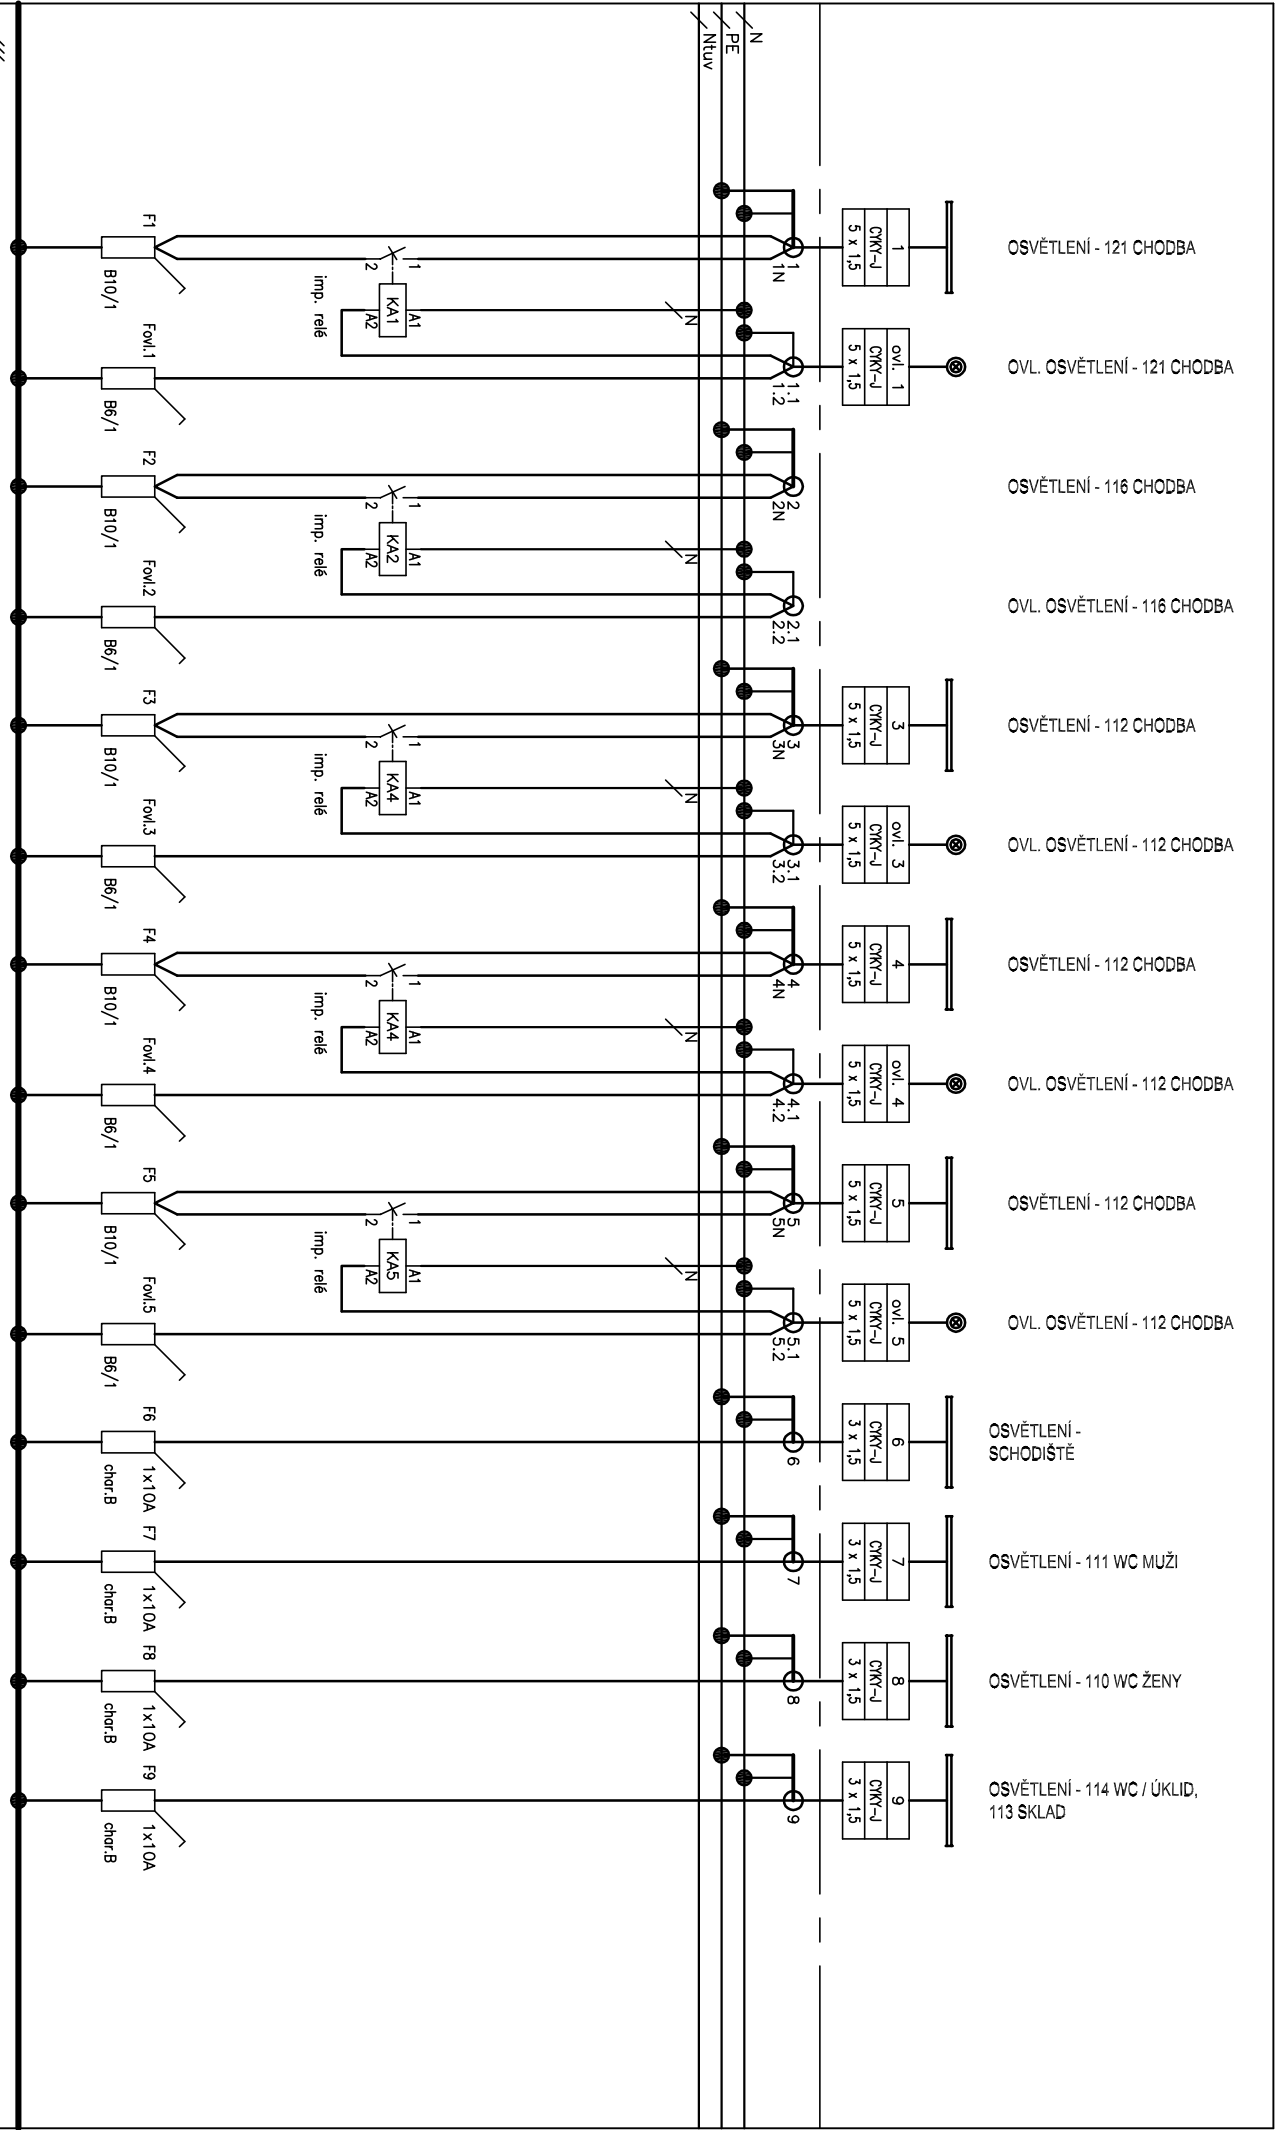 N
PE
Ntuv
OSVĚTLENÍ - 121 CHODBA
1
CYKY-J
5 x 1,5
1
1N
1
2
KA1
A1
A2
imp. relé
N
F1
B10/1
OVL. OSVĚTLENÍ - 121 CHODBA
ovl. 1
CYKY-J
5 x 1,5
1.1
1.2
Fovl.1
B6/1
OSVĚTLENÍ - 116 CHODBA
2
2N
1
2
KA2
A1
A2
imp. relé
N
F2
B10/1
OVL. OSVĚTLENÍ - 116 CHODBA
2.1
2.2
Fovl.2
B6/1
OSVĚTLENÍ - 112 CHODBA
3
CYKY-J
5 x 1,5
3
3N
1
2
KA4
A1
A2
imp. relé
N
F3
B10/1
OVL. OSVĚTLENÍ - 112 CHODBA
ovl. 3
CYKY-J
5 x 1,5
3.1
3.2
Fovl.3
B6/1
OSVĚTLENÍ - 112 CHODBA
4
CYKY-J
5 x 1,5
4
4N
1
2
KA4
A1
A2
imp. relé
N
F4
B10/1
OVL. OSVĚTLENÍ - 112 CHODBA
ovl. 4
CYKY-J
5 x 1,5
4.1
4.2
Fovl.4
B6/1
OSVĚTLENÍ - 112 CHODBA
5
CYKY-J
5 x 1,5
5
5N
1
2
KA5
A1
A2
imp. relé
N
F5
B10/1
OVL. OSVĚTLENÍ - 112 CHODBA
ovl. 5
CYKY-J
5 x 1,5
5.1
5.2
Fovl.5
B6/1
OSVĚTLENÍ -
SCHODIŠTĚ
6
CYKY-J
3 x 1,5
6
F6
1x10A
char.B
OSVĚTLENÍ - 111 WC MUŽI
7
CYKY-J
3 x 1,5
7
F7
1x10A
char.B
OSVĚTLENÍ - 110 WC ŽENY
8
CYKY-J
3 x 1,5
8
F8
1x10A
char.B
OSVĚTLENÍ - 114 WC / ÚKLID,
113 SKLAD
9
CYKY-J
3 x 1,5
9
F9
1x10A
char.B